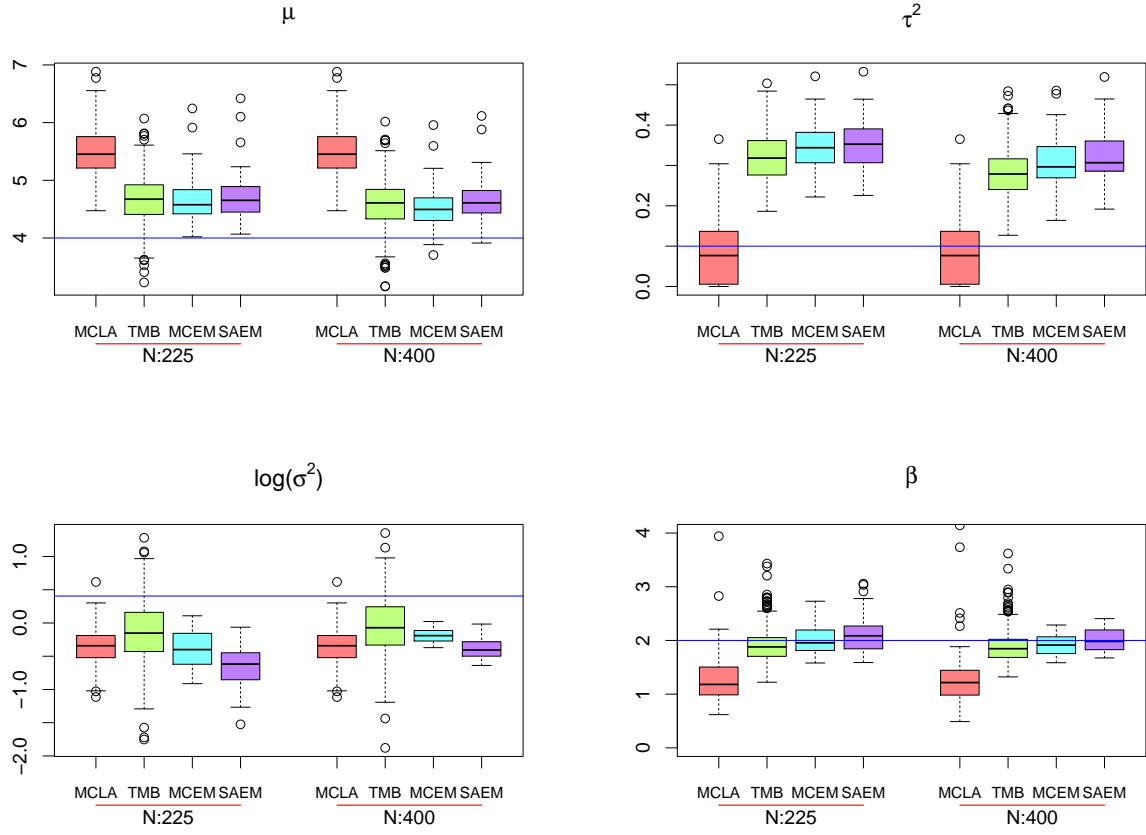 μ
7
6
5
4
MCLA TMB MCEM SAEM MCLA TMB MCEM SAEM
N:225 N:400
τ²
0.4
0.2
0.0
MCLA TMB MCEM SAEM MCLA TMB MCEM SAEM
N:225 N:400
log(σ²)
1.0
0.0
−1.0
−2.0
MCLA TMB MCEM SAEM MCLA TMB MCEM SAEM
N:225 N:400
β
4
3
2
1
0
MCLA TMB MCEM SAEM MCLA TMB MCEM SAEM
N:225 N:400